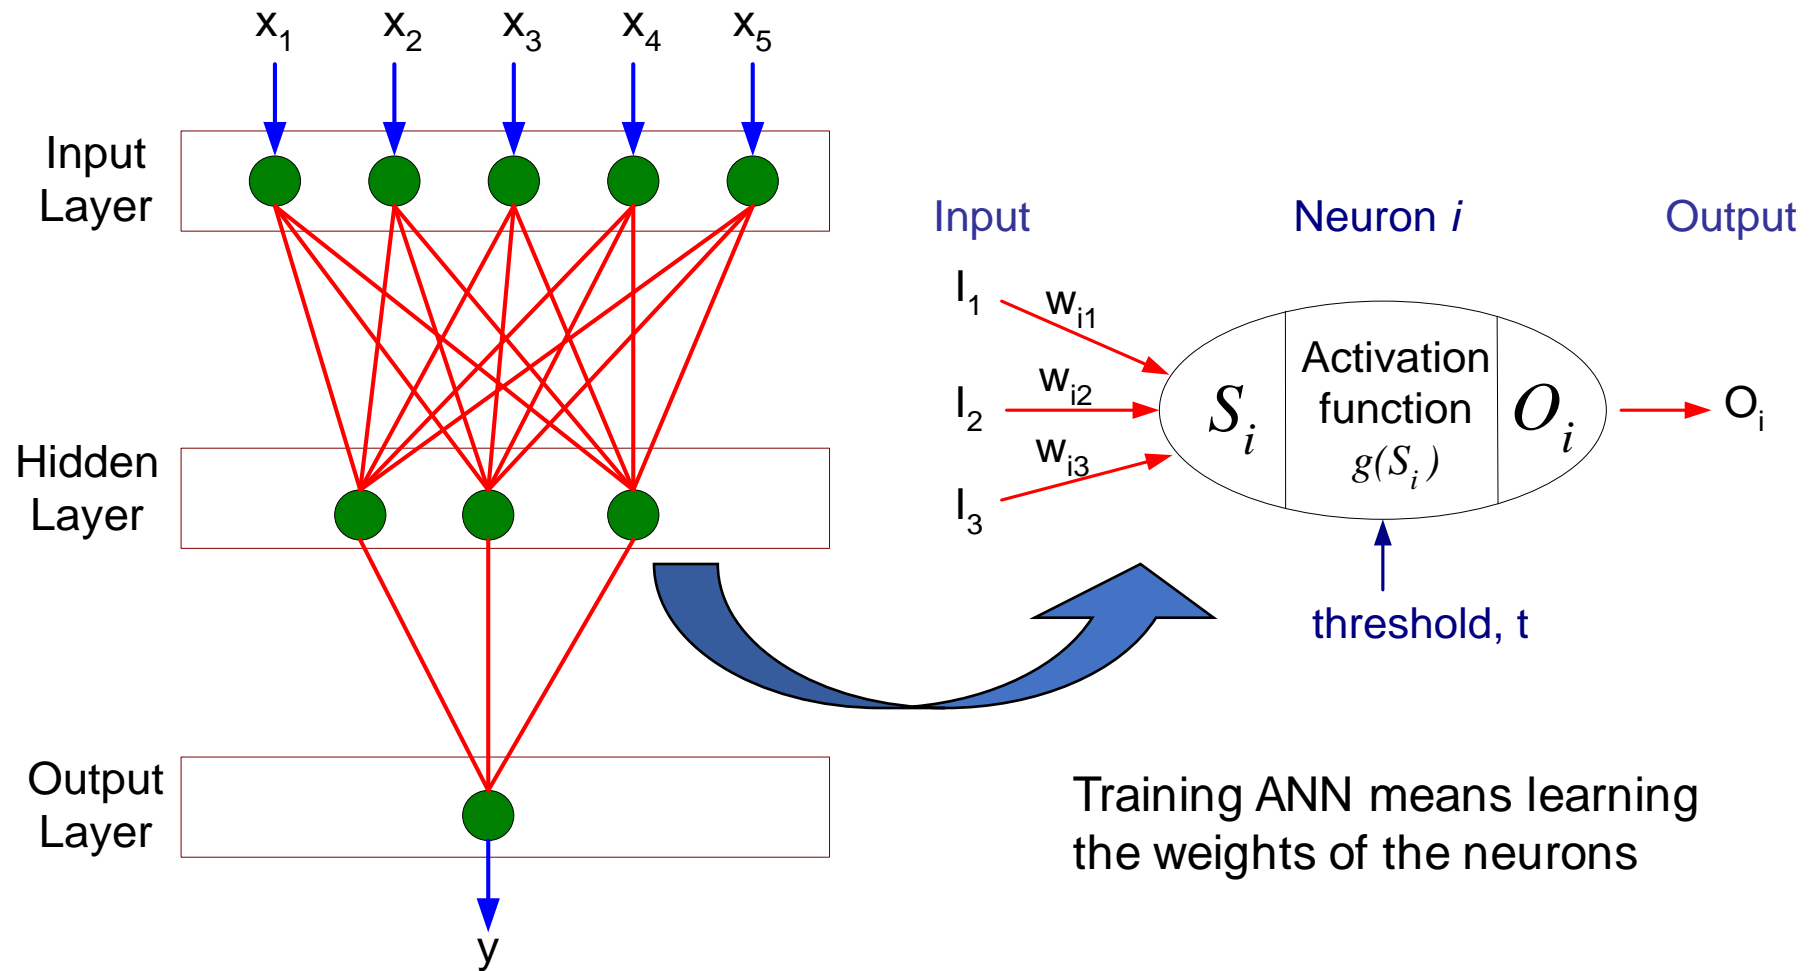 x1 x2 x3 x4 x5
Input
Layer
Hidden
Layer
Output
Layer
y
Input Neuron i Output
I1 wi1
I2 wi2
I3 wi3
Si
Activation
function
g(Si)
Oi
Oi
threshold, t
Training ANN means learning
the weights of the neurons